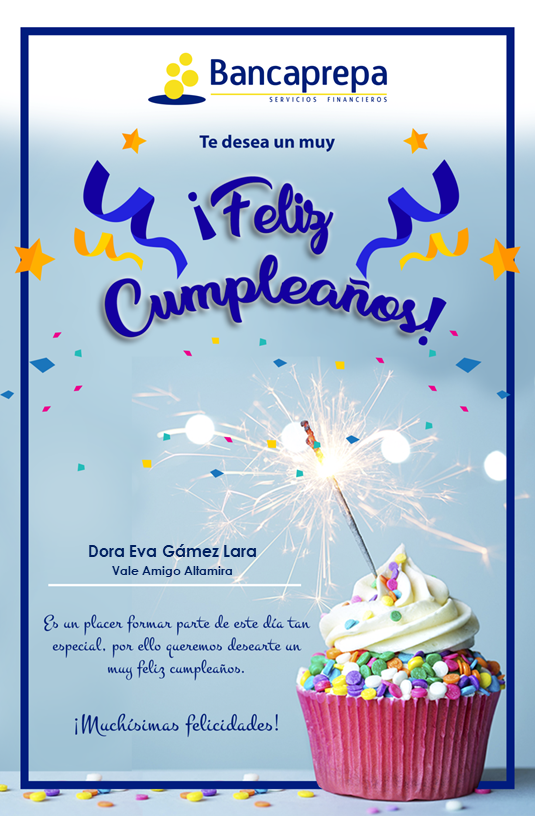 Bancaprepa
SERVICIOS FINANCIEROS
Te desea un muy
¡Feliz
Cumpleaños!
Dora Eva Gámez Lara
Vale Amigo Altamira
Es un placer formar parte de este día tan
especial, por ello queremos desearte un
muy feliz cumpleaños.
¡Muchísimas felicidades!